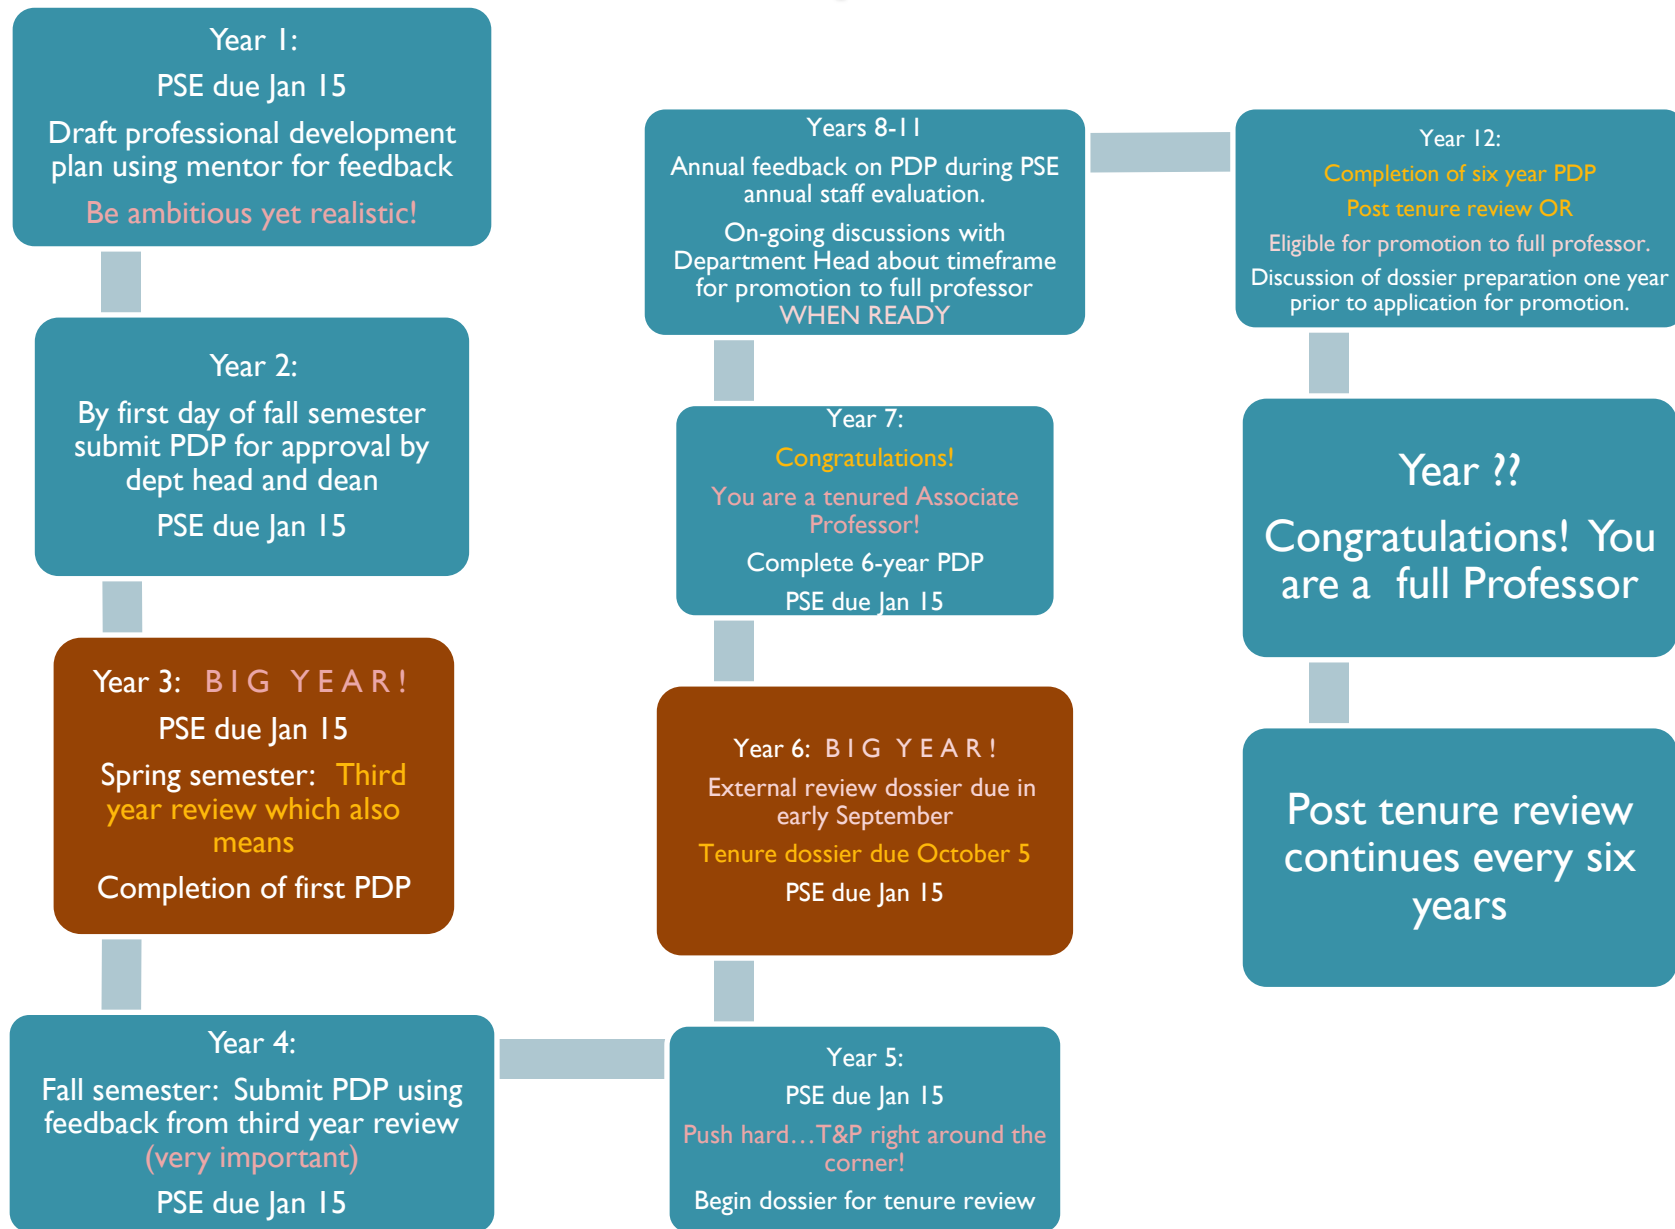 Year 1:
PSE due Jan 15
Draft professional development
plan using mentor for feedback
Be ambitious yet realistic!
Year 2:
By first day of fall semester
submit PDP for approval by
dept head and dean
PSE due Jan 15
Year 3: B I G Y E A R !
PSE due Jan 15
Spring semester: Third
year review which also
means
Completion of first PDP
Year 4:
Fall semester: Submit PDP using
feedback from third year review
(very important)
PSE due Jan 15
Year 5:
PSE due Jan 15
Push hard…T&P right around the
corner!
Begin dossier for tenure review
Year 6: B I G Y E A R !
External review dossier due in
early September
Tenure dossier due October 5
PSE due Jan 15
Year 7:
Congratulations!
You are a tenured Associate
Professor!
Complete 6-year PDP
PSE due Jan 15
Years 8-11
Annual feedback on PDP during PSE
annual staff evaluation.
On-going discussions with
Department Head about timeframe
for promotion to full professor
WHEN READY
Year 12:
Completion of six year PDP
Post tenure review OR
Eligible for promotion to full professor.
Discussion of dossier preparation one year
prior to application for promotion.
Year ??
Congratulations! You
are a full Professor
Post tenure review
continues every six
years